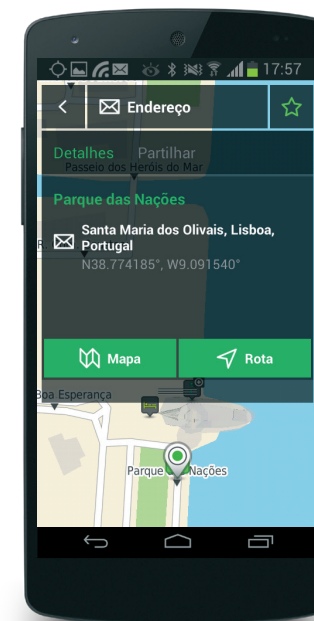 17:57
Endereço
Detalhes Partilhar
Passeio dos Heróis do Mar
Parque das Nações
Santa Maria dos Olivais, Lisboa,
Portugal
N38.774185°, W9.091540°
Mapa Rota
Boa Esperança
Parque Nações